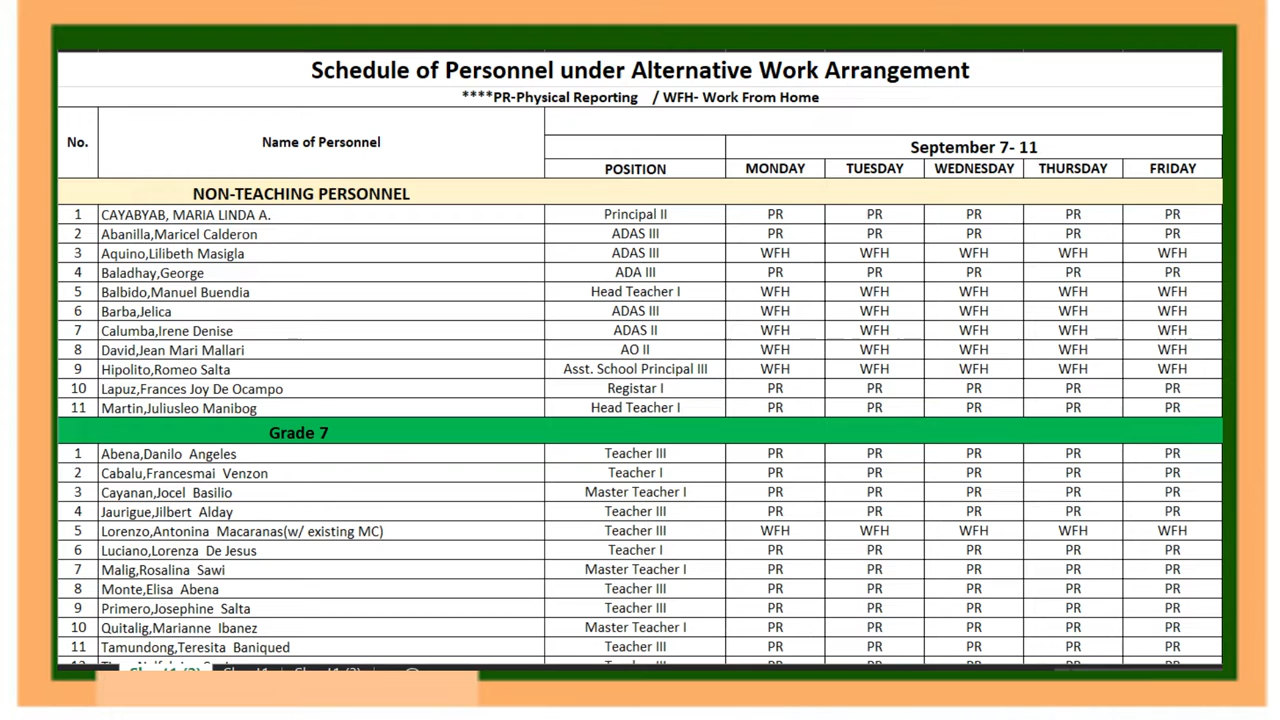 Schedule of Personnel under Alternative Work Arrangement
****PR-Physical Reporting / WFH- Work From Home
No. Name of Personnel September 7- 11
POSITION MONDAY TUESDAY WEDNESDAY THURSDAY FRIDAY
NON-TEACHING PERSONNEL
1 CAYABYAB, MARIA LINDA A. Principal II PR PR PR PR PR
2 Abanilla,Maricel Calderon ADAS III PR PR PR PR PR
3 Aquino,Lilibeth Masigla ADAS III WFH WFH WFH WFH WFH
4 Baladhay,George ADA III PR PR PR PR PR
5 Balbido,Manuel Buendia Head Teacher I WFH WFH WFH WFH WFH
6 Barba,Jelica ADAS III WFH WFH WFH WFH WFH
7 Calumba,Irene Denise ADAS II WFH WFH WFH WFH WFH
8 David,Jean Mari Mallari AO II WFH WFH WFH WFH WFH
9 Hipolito,Romeo Salta Asst. School Principal III WFH WFH WFH WFH WFH
10 Lapuz,Frances Joy De Ocampo Registar I PR PR PR PR PR
11 Martin,Juliusleo Manibog Head Teacher I PR PR PR PR PR
Grade 7
1 Abena,Danilo Angeles Teacher III PR PR PR PR PR
2 Cabalu,Francesmai Venzon Teacher I PR PR PR PR PR
3 Cayanan,Jocel Basilio Master Teacher I PR PR PR PR PR
4 Jaurigue,Jilbert Alday Teacher III PR PR PR PR PR
5 Lorenzo,Antonina Macaranas(w/ existing MC) Teacher III WFH WFH WFH WFH WFH
6 Luciano,Lorenza De Jesus Teacher I PR PR PR PR PR
7 Malig,Rosalina Sawi Master Teacher I PR PR PR PR PR
8 Monte,Elisa Abena Teacher III PR PR PR PR PR
9 Primero,Josephine Salta Teacher III PR PR PR PR PR
10 Quitalig,Marianne Ibanez Master Teacher I PR PR PR PR PR
11 Tamundong,Teresita Baniqued Teacher III PR PR PR PR PR